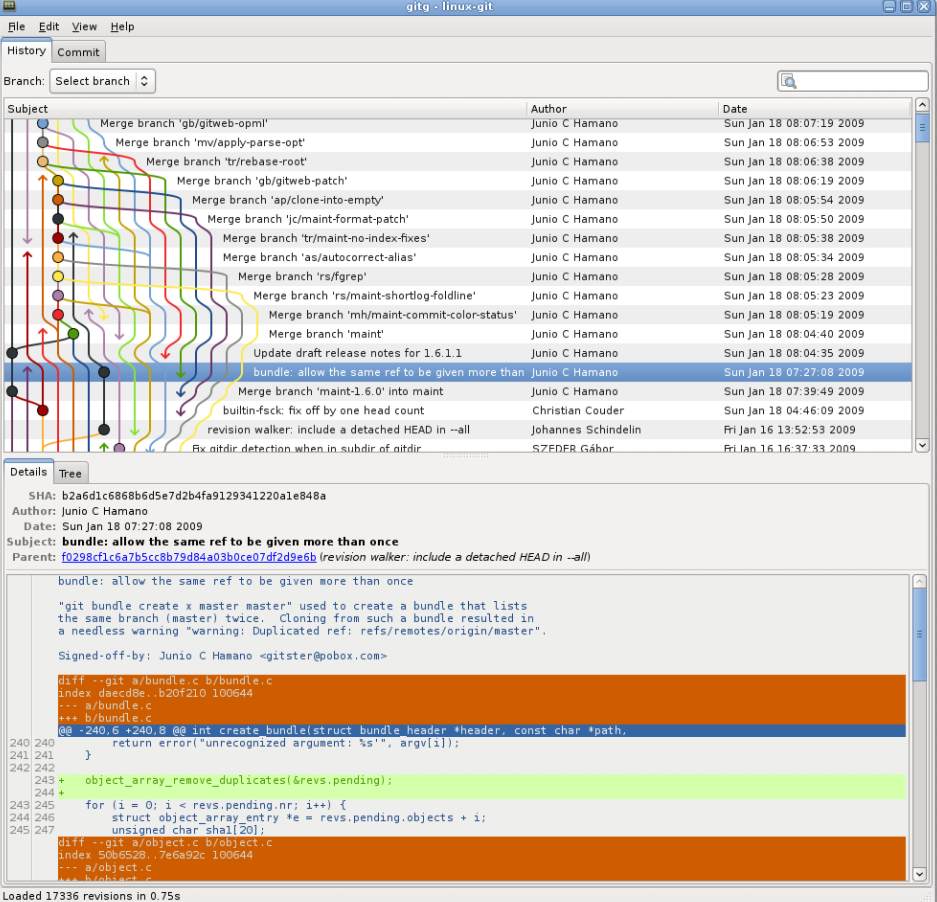 gitg - linux-git
File Edit View Help
History Commit
Branch: Select branch
Subject Author Date
Merge branch 'gb/gitweb-opml' Junio C Hamano Sun Jan 18 08:07:19 2009
Merge branch 'mv/apply-parse-opt' Junio C Hamano Sun Jan 18 08:06:53 2009
Merge branch 'tr/rebase-root' Junio C Hamano Sun Jan 18 08:06:38 2009
Merge branch 'gb/gitweb-patch' Junio C Hamano Sun Jan 18 08:06:19 2009
Merge branch 'ap/clone-into-empty' Junio C Hamano Sun Jan 18 08:05:54 2009
Merge branch 'jc/maint-format-patch' Junio C Hamano Sun Jan 18 08:05:50 2009
Merge branch 'tr/maint-no-index-fixes' Junio C Hamano Sun Jan 18 08:05:38 2009
Merge branch 'as/autocorrect-alias' Junio C Hamano Sun Jan 18 08:05:34 2009
Merge branch 'rs/fgrep' Junio C Hamano Sun Jan 18 08:05:28 2009
Merge branch 'rs/maint-shortlog-foldline' Junio C Hamano Sun Jan 18 08:05:23 2009
Merge branch 'mh/maint-commit-color-status' Junio C Hamano Sun Jan 18 08:05:19 2009
Merge branch 'maint' Junio C Hamano Sun Jan 18 08:04:40 2009
Update draft release notes for 1.6.1.1 Junio C Hamano Sun Jan 18 08:04:35 2009
bundle: allow the same ref to be given more than Junio C Hamano Sun Jan 18 07:27:08 2009
Merge branch 'maint-1.6.0' into maint Junio C Hamano Sun Jan 18 07:39:49 2009
builtin-fsck: fix off by one head count Christian Couder Sun Jan 18 04:46:09 2009
revision walker: include a detached HEAD in --all Johannes Schindelin Fri Jan 16 13:52:53 2009
Fix gitdir detection when in subdir of gitdir SZEDER Gábor Fri Jan 16 16:37:33 2009
Details Tree
SHA: b2a6d1c6868b6d5e7d2b4fa9129341220a1e848a
Author: Junio C Hamano
Date: Sun Jan 18 07:27:08 2009
Subject: bundle: allow the same ref to be given more than once
Parent: f0298cf1c6a7b5cc8b79d84a03b0ce07df2d9e6b (revision walker: include a detached HEAD in --all)
bundle: allow the same ref to be given more than once
"git bundle create x master master" used to create a bundle that lists
the same branch (master) twice.  Cloning from such a bundle resulted in
a needless warning "warning: Duplicated ref: refs/remotes/origin/master".
Signed-off-by: Junio C Hamano <gitster@pobox.com>
diff --git a/bundle.c b/bundle.c
index daecd8e..b20f210 100644
--- a/bundle.c
+++ b/bundle.c
@@ -240,6 +240,8 @@ int create_bundle(struct bundle_header *header, const char *path,
240 240 return error("unrecognized argument: %s'", argv[i]);
241 241 }
242 242
243 + object_array_remove_duplicates(&revs.pending);
244 +
243 245 for (i = 0; i < revs.pending.nr; i++) {
244 246 struct object_array_entry *e = revs.pending.objects + i;
245 247 unsigned char sha1[20];
diff --git a/object.c b/object.c
index 50b6528..7e6a92c 100644
--- a/object.c
+++ b/object.c
Loaded 17336 revisions in 0.75s